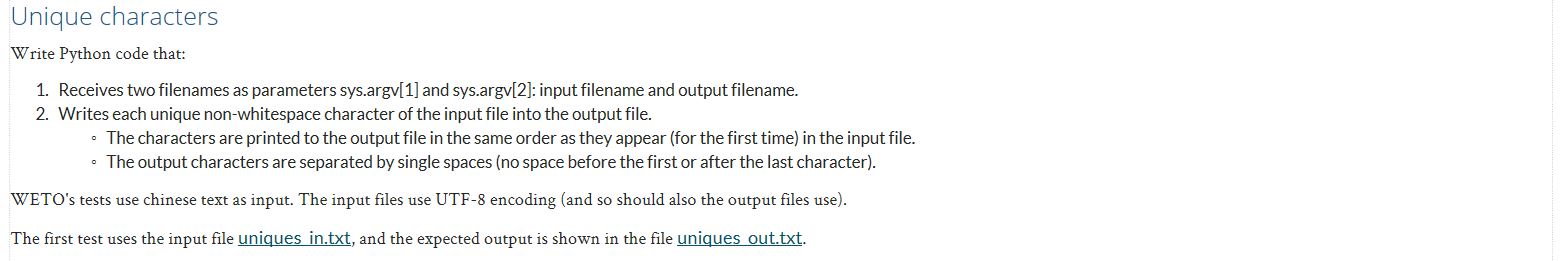 Unique characters
Write Python code that:
1. Receives two filenames as parameters sys.argv[1] and sys.argv[2]: input filename and output filename.
2. Writes each unique non-whitespace character of the input file into the output file.
◦ The characters are printed to the output file in the same order as they appear (for the first time) in the input file.
◦ The output characters are separated by single spaces (no space before the first or after the last character).
WETO's tests use chinese text as input. The input files use UTF-8 encoding (and so should also the output files use).
The first test uses the input file uniques_in.txt, and the expected output is shown in the file uniques_out.txt.